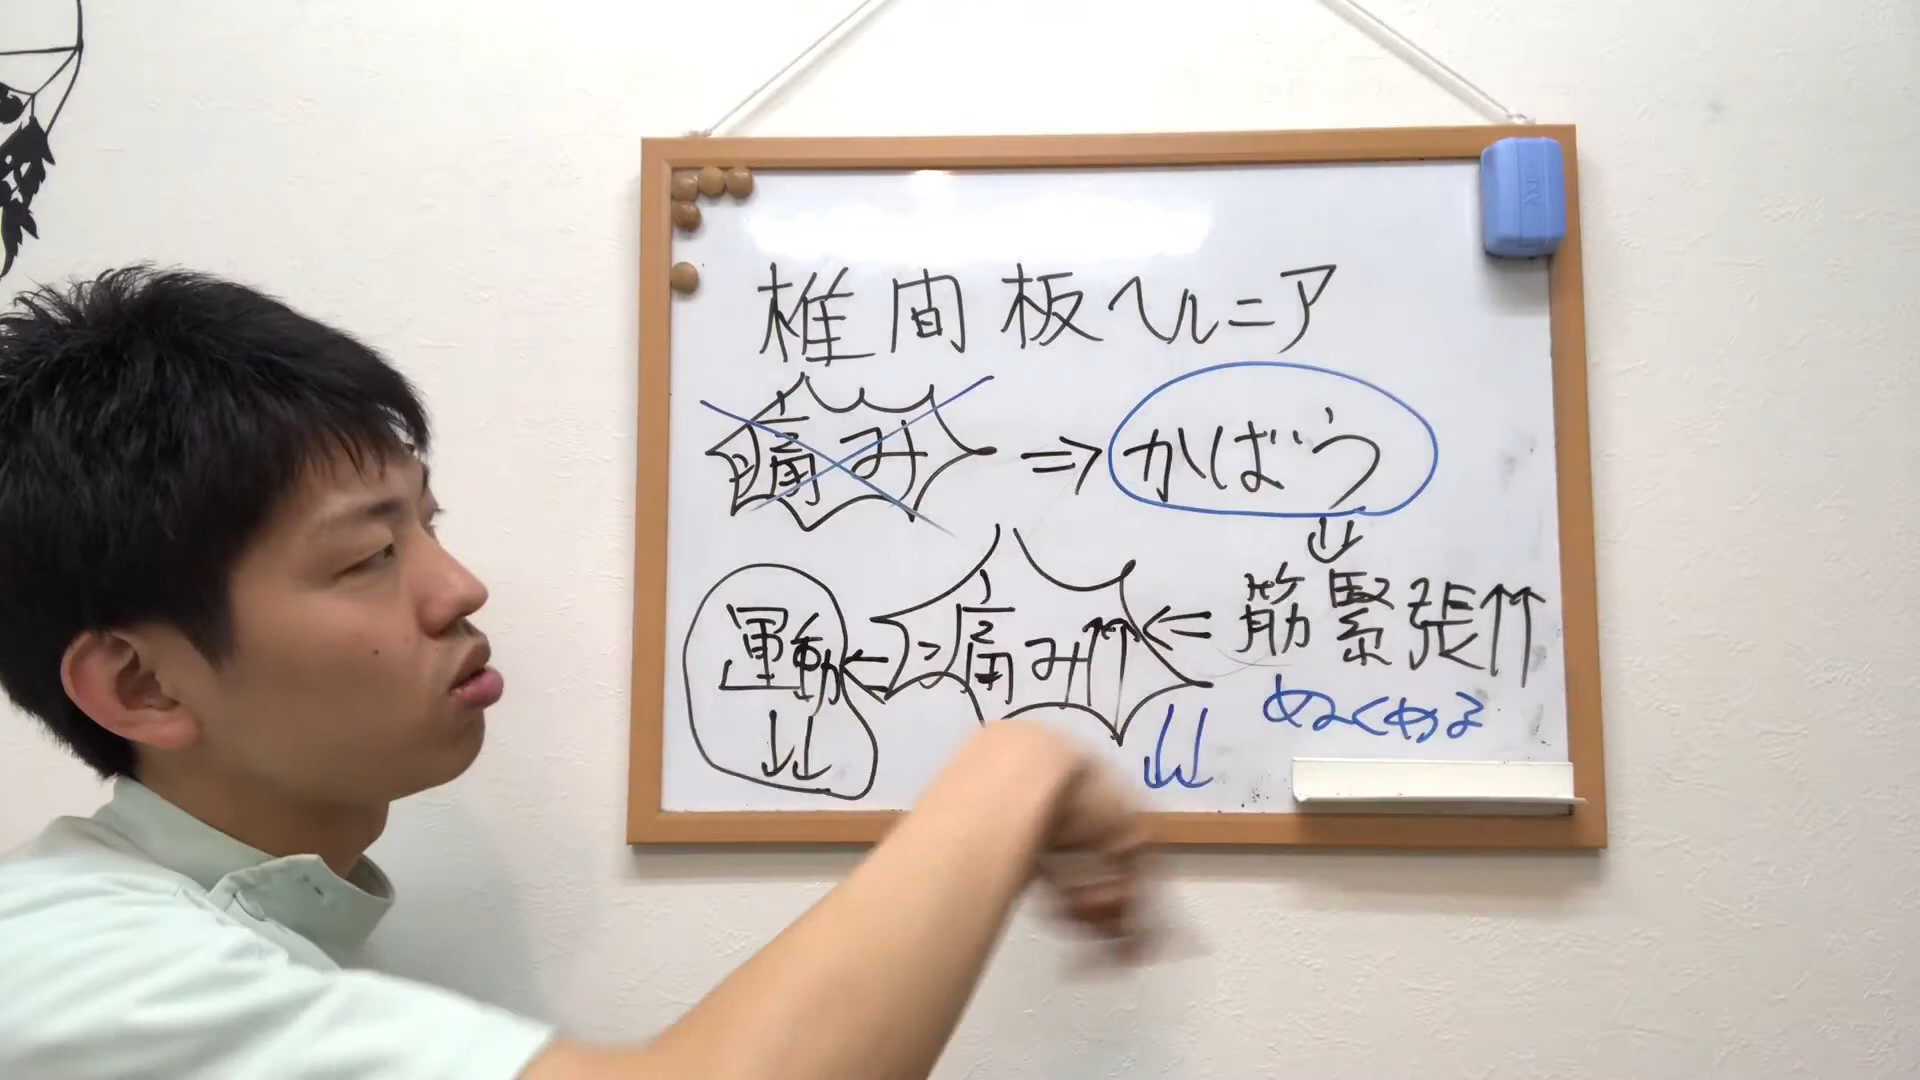 椎間板ヘルニア
痛み ⇒ かばう
⇓
運動 ← 痛み↑↑ ⇐ 筋緊張↑↑
↓↓ ↓↓ ぬくめる